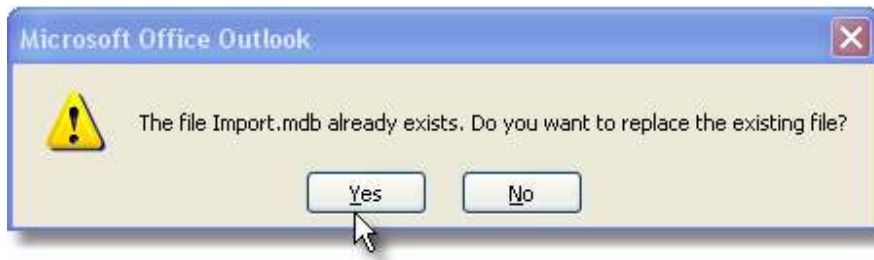 Microsoft Office Outlook
The file Import.mdb already exists. Do you want to replace the existing file?
Yes
No